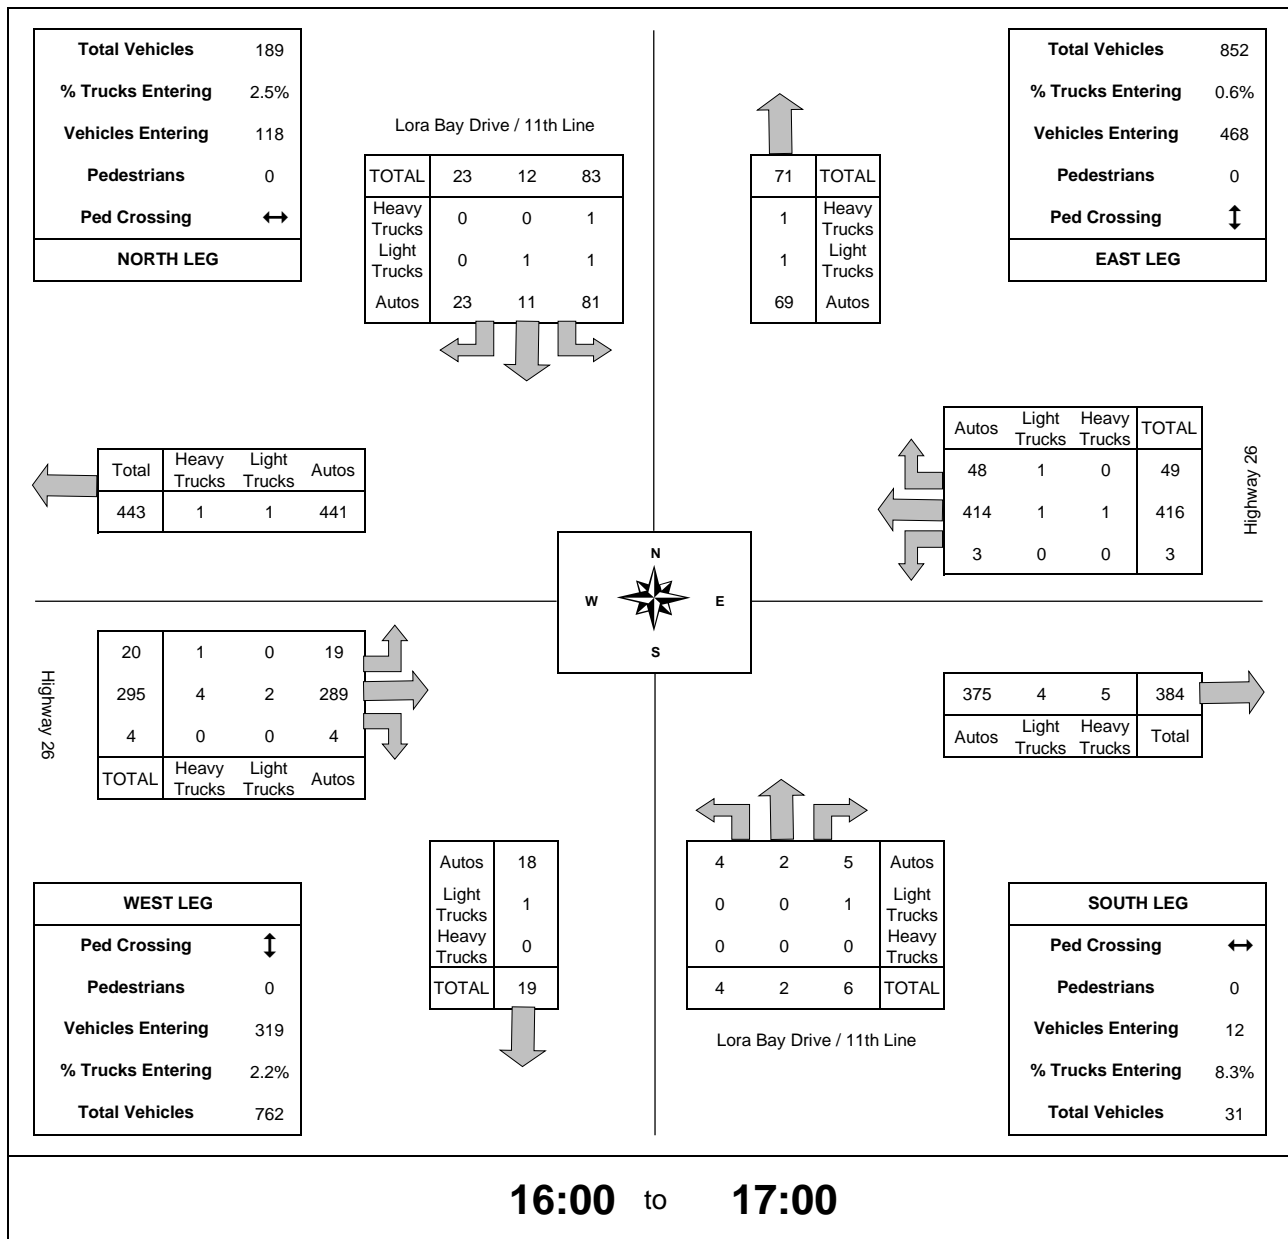 Total Vehicles 189
% Trucks Entering 2.5%
Vehicles Entering 118
Pedestrians 0
Ped Crossing ↔
NORTH LEG
Lora Bay Drive / 11th Line
TOTAL 23 12 83
Heavy
Trucks 0 0 1
Light
Trucks 0 1 1
Autos 23 11 81
71 TOTAL
1 Heavy
Trucks
1 Light
Trucks
69 Autos
Total Vehicles 852
% Trucks Entering 0.6%
Vehicles Entering 468
Pedestrians 0
Ped Crossing ↕
EAST LEG
Total Heavy Trucks Light Trucks Autos
443 1 1 441
Autos Light Trucks Heavy Trucks TOTAL
48 1 0 49
414 1 1 416
3 0 0 3
Highway 26
N
W E
S
Highway 26
20 1 0 19
295 4 2 289
4 0 0 4
TOTAL Heavy Trucks Light Trucks Autos
375 4 5 384
Autos Light Trucks Heavy Trucks Total
Autos 18
Light
Trucks 1
Heavy
Trucks 0
TOTAL 19
4 2 5 Autos
0 0 1 Light
Trucks
0 0 0 Heavy
Trucks
4 2 6 TOTAL
Lora Bay Drive / 11th Line
WEST LEG
Ped Crossing ↕
Pedestrians 0
Vehicles Entering 319
% Trucks Entering 2.2%
Total Vehicles 762
SOUTH LEG
Ped Crossing ↔
Pedestrians 0
Vehicles Entering 12
% Trucks Entering 8.3%
Total Vehicles 31
16:00 to 17:00